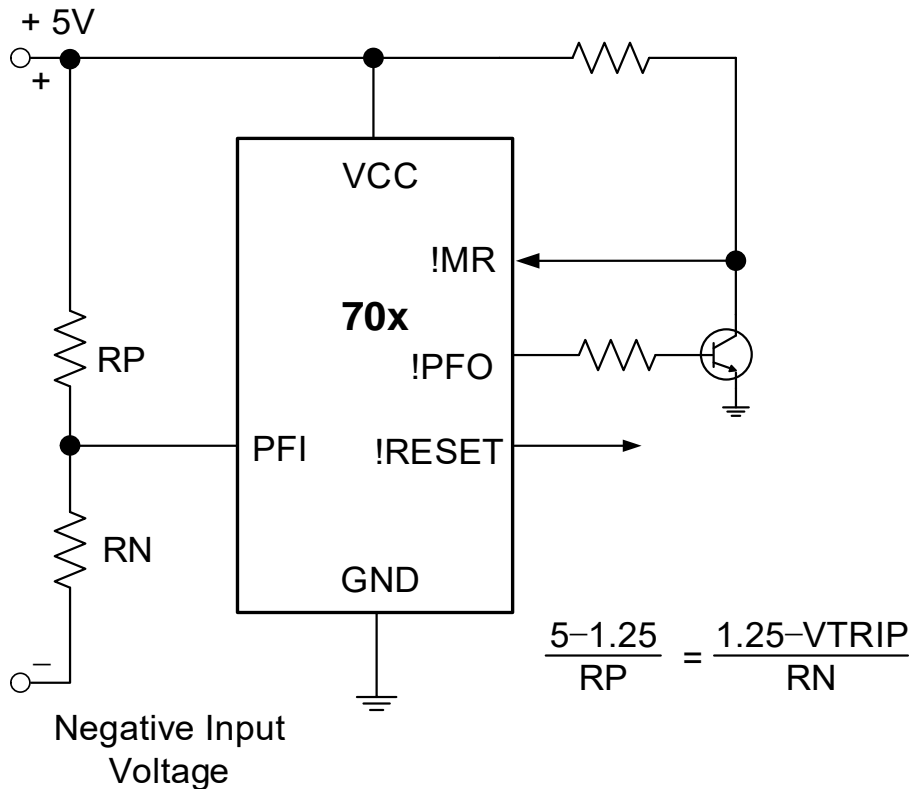 + 5V
+
VCC
!MR
70x
RP
!PFO
PFI
!RESET
RN
GND
5−1.25
RP
=
1.25−VTRIP
RN
−
Negative Input
Voltage